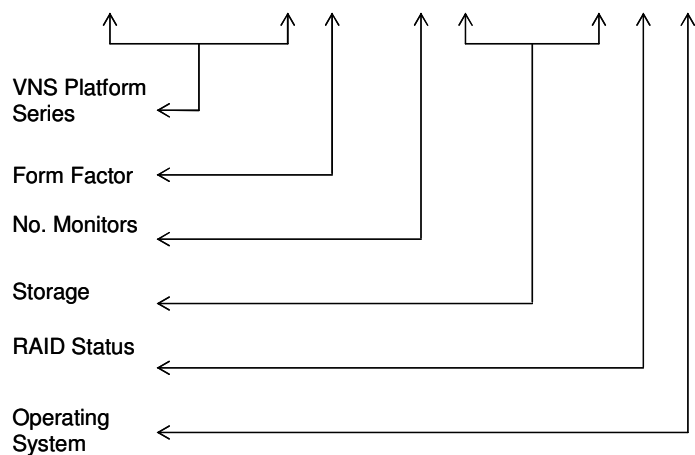 VNS Platform
Series
Form Factor
No. Monitors
Storage
RAID Status
Operating
System